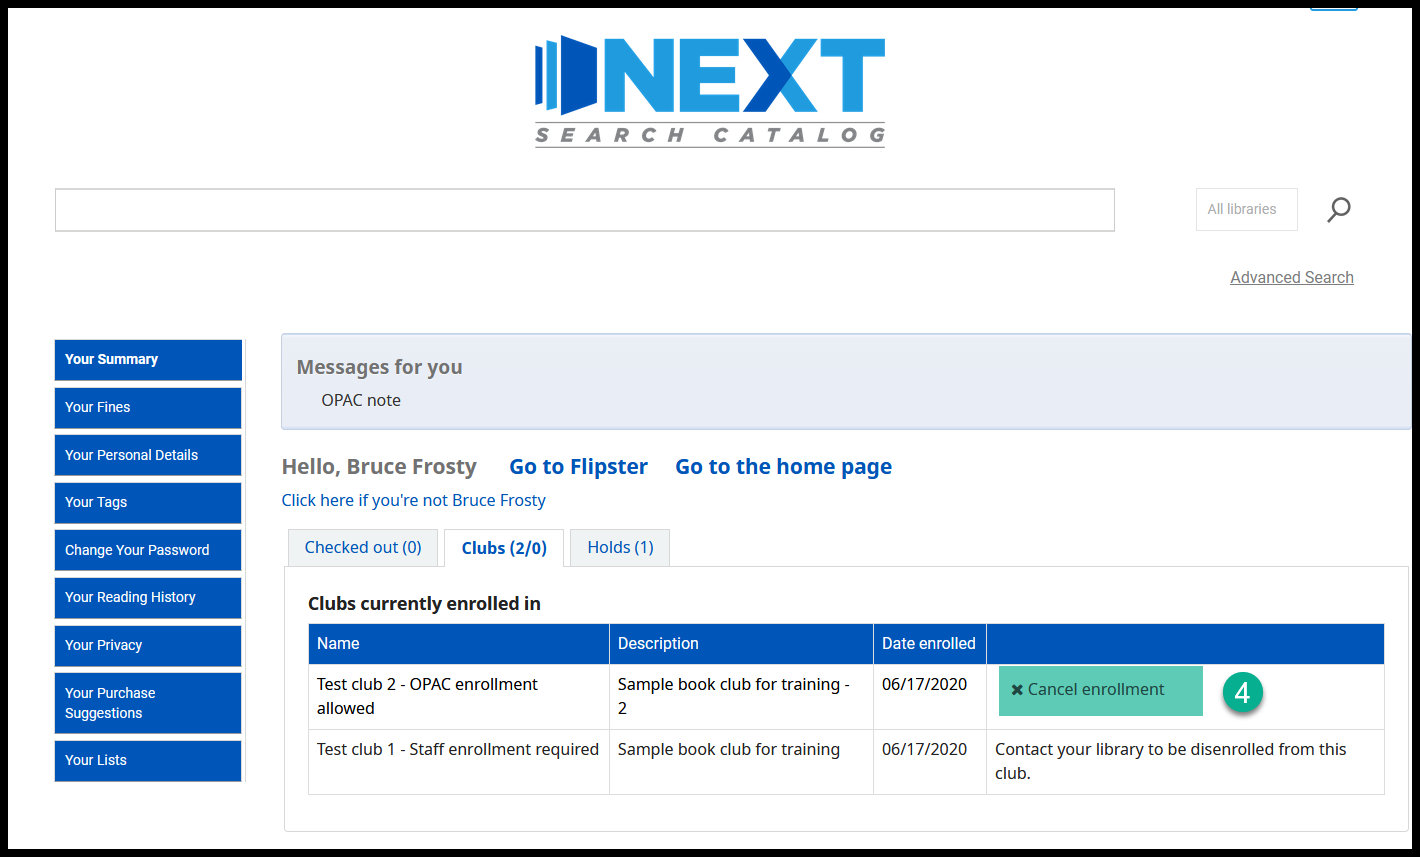 NEXT
SEARCH CATALOG
All libraries
Advanced Search
Your Summary
Your Fines
Your Personal Details
Your Tags
Change Your Password
Your Reading History
Your Privacy
Your Purchase
Suggestions
Your Lists
Messages for you
OPAC note
Hello, Bruce Frosty Go to Flipster Go to the home page
Click here if you're not Bruce Frosty
Checked out (0) Clubs (2/0) Holds (1)
Clubs currently enrolled in
Name Description Date enrolled
Test club 2 - OPAC enrollment
allowed
Sample book club for training -
2
06/17/2020
✖ Cancel enrollment
4
Test club 1 - Staff enrollment required
Sample book club for training
06/17/2020
Contact your library to be disenrolled from this
club.